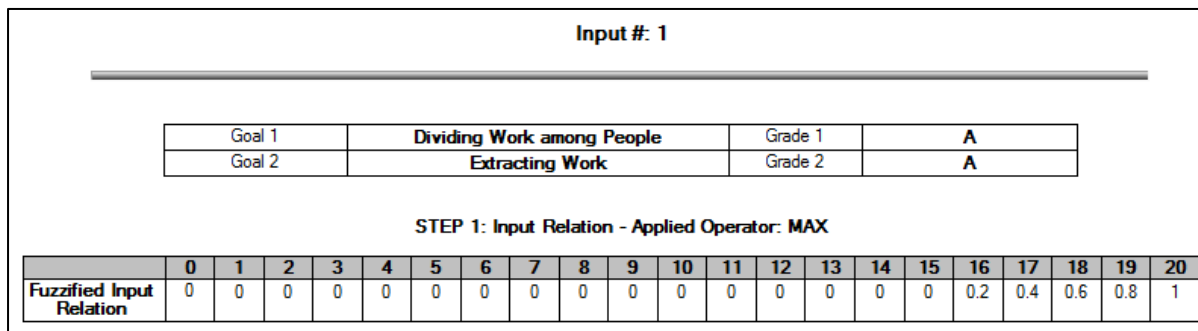 Input #: 1
Goal 1 Dividing Work among People Grade 1 A
Goal 2 Extracting Work Grade 2 A
STEP 1: Input Relation - Applied Operator: MAX
0 1 2 3 4 5 6 7 8 9 10 11 12 13 14 15 16 17 18 19 20
Fuzzified Input Relation 0 0 0 0 0 0 0 0 0 0 0 0 0 0 0 0 0.2 0.4 0.6 0.8 1